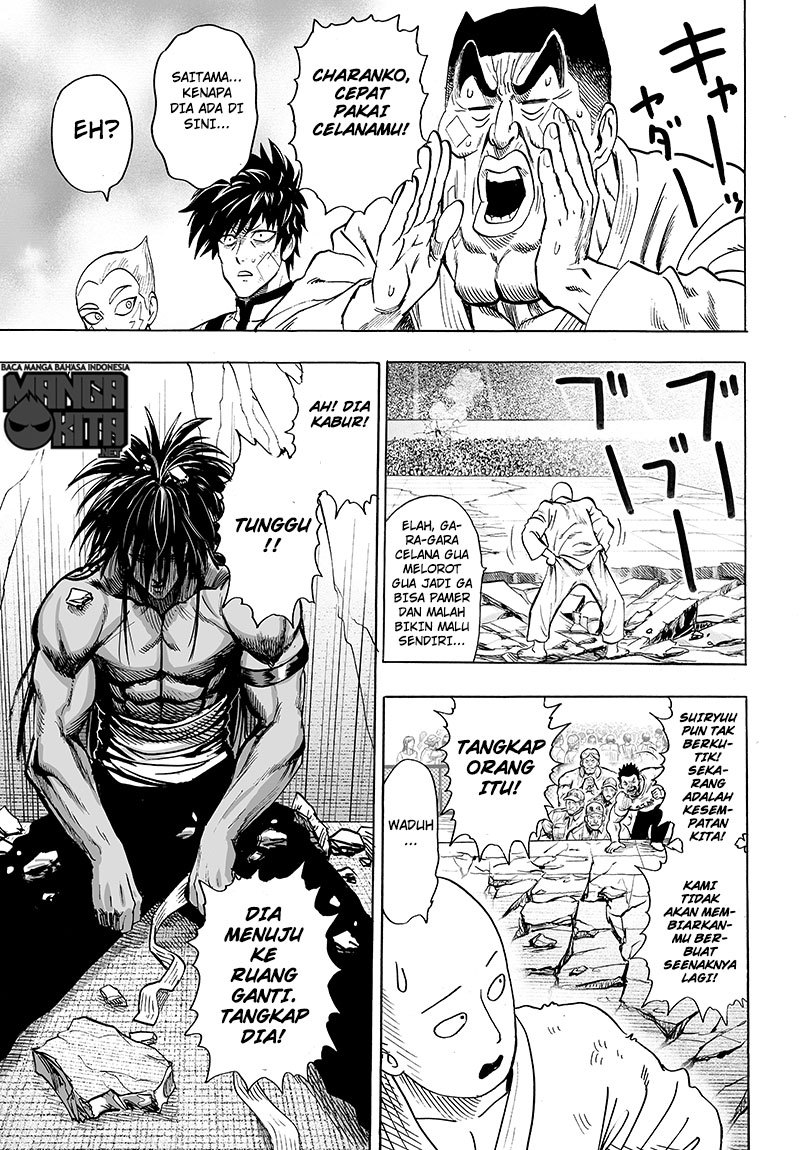 キャーッ
ヤダーーッ
CHARANKO,
CEPAT
PAKAI
CELANAMU!
SAITAMA...
KENAPA
DIA ADA DI
SINI...
EH?
ブーブーブー
ELAH, GA-
RA-GARA
CELANA GUA
MELOROT
GUA JADI GA
BISA PAMER
DAN MALAH
BIKIN MALU
SENDIRI...
BACA MANGA BAHASA INDONESIA
MANGA
KITA
.NET
AH! DIA
KABUR!
TUNGGU
!!
SUIRYUU
PUN TAK
BERKU-
TIK!
SEKA-
RANG
ADALAH
KESEM-
PATAN
KITA!
TANGKAP
ORANG
ITU!
KAMI
TIDAK
AKAN MEM-
BIARKAN-
MU BER-
BUAT
SEENAKNYA
LAGI!
WADUH
...
DIA
MENUJU
KE
RUANG
GANTI.
TANGKAP
DIA!